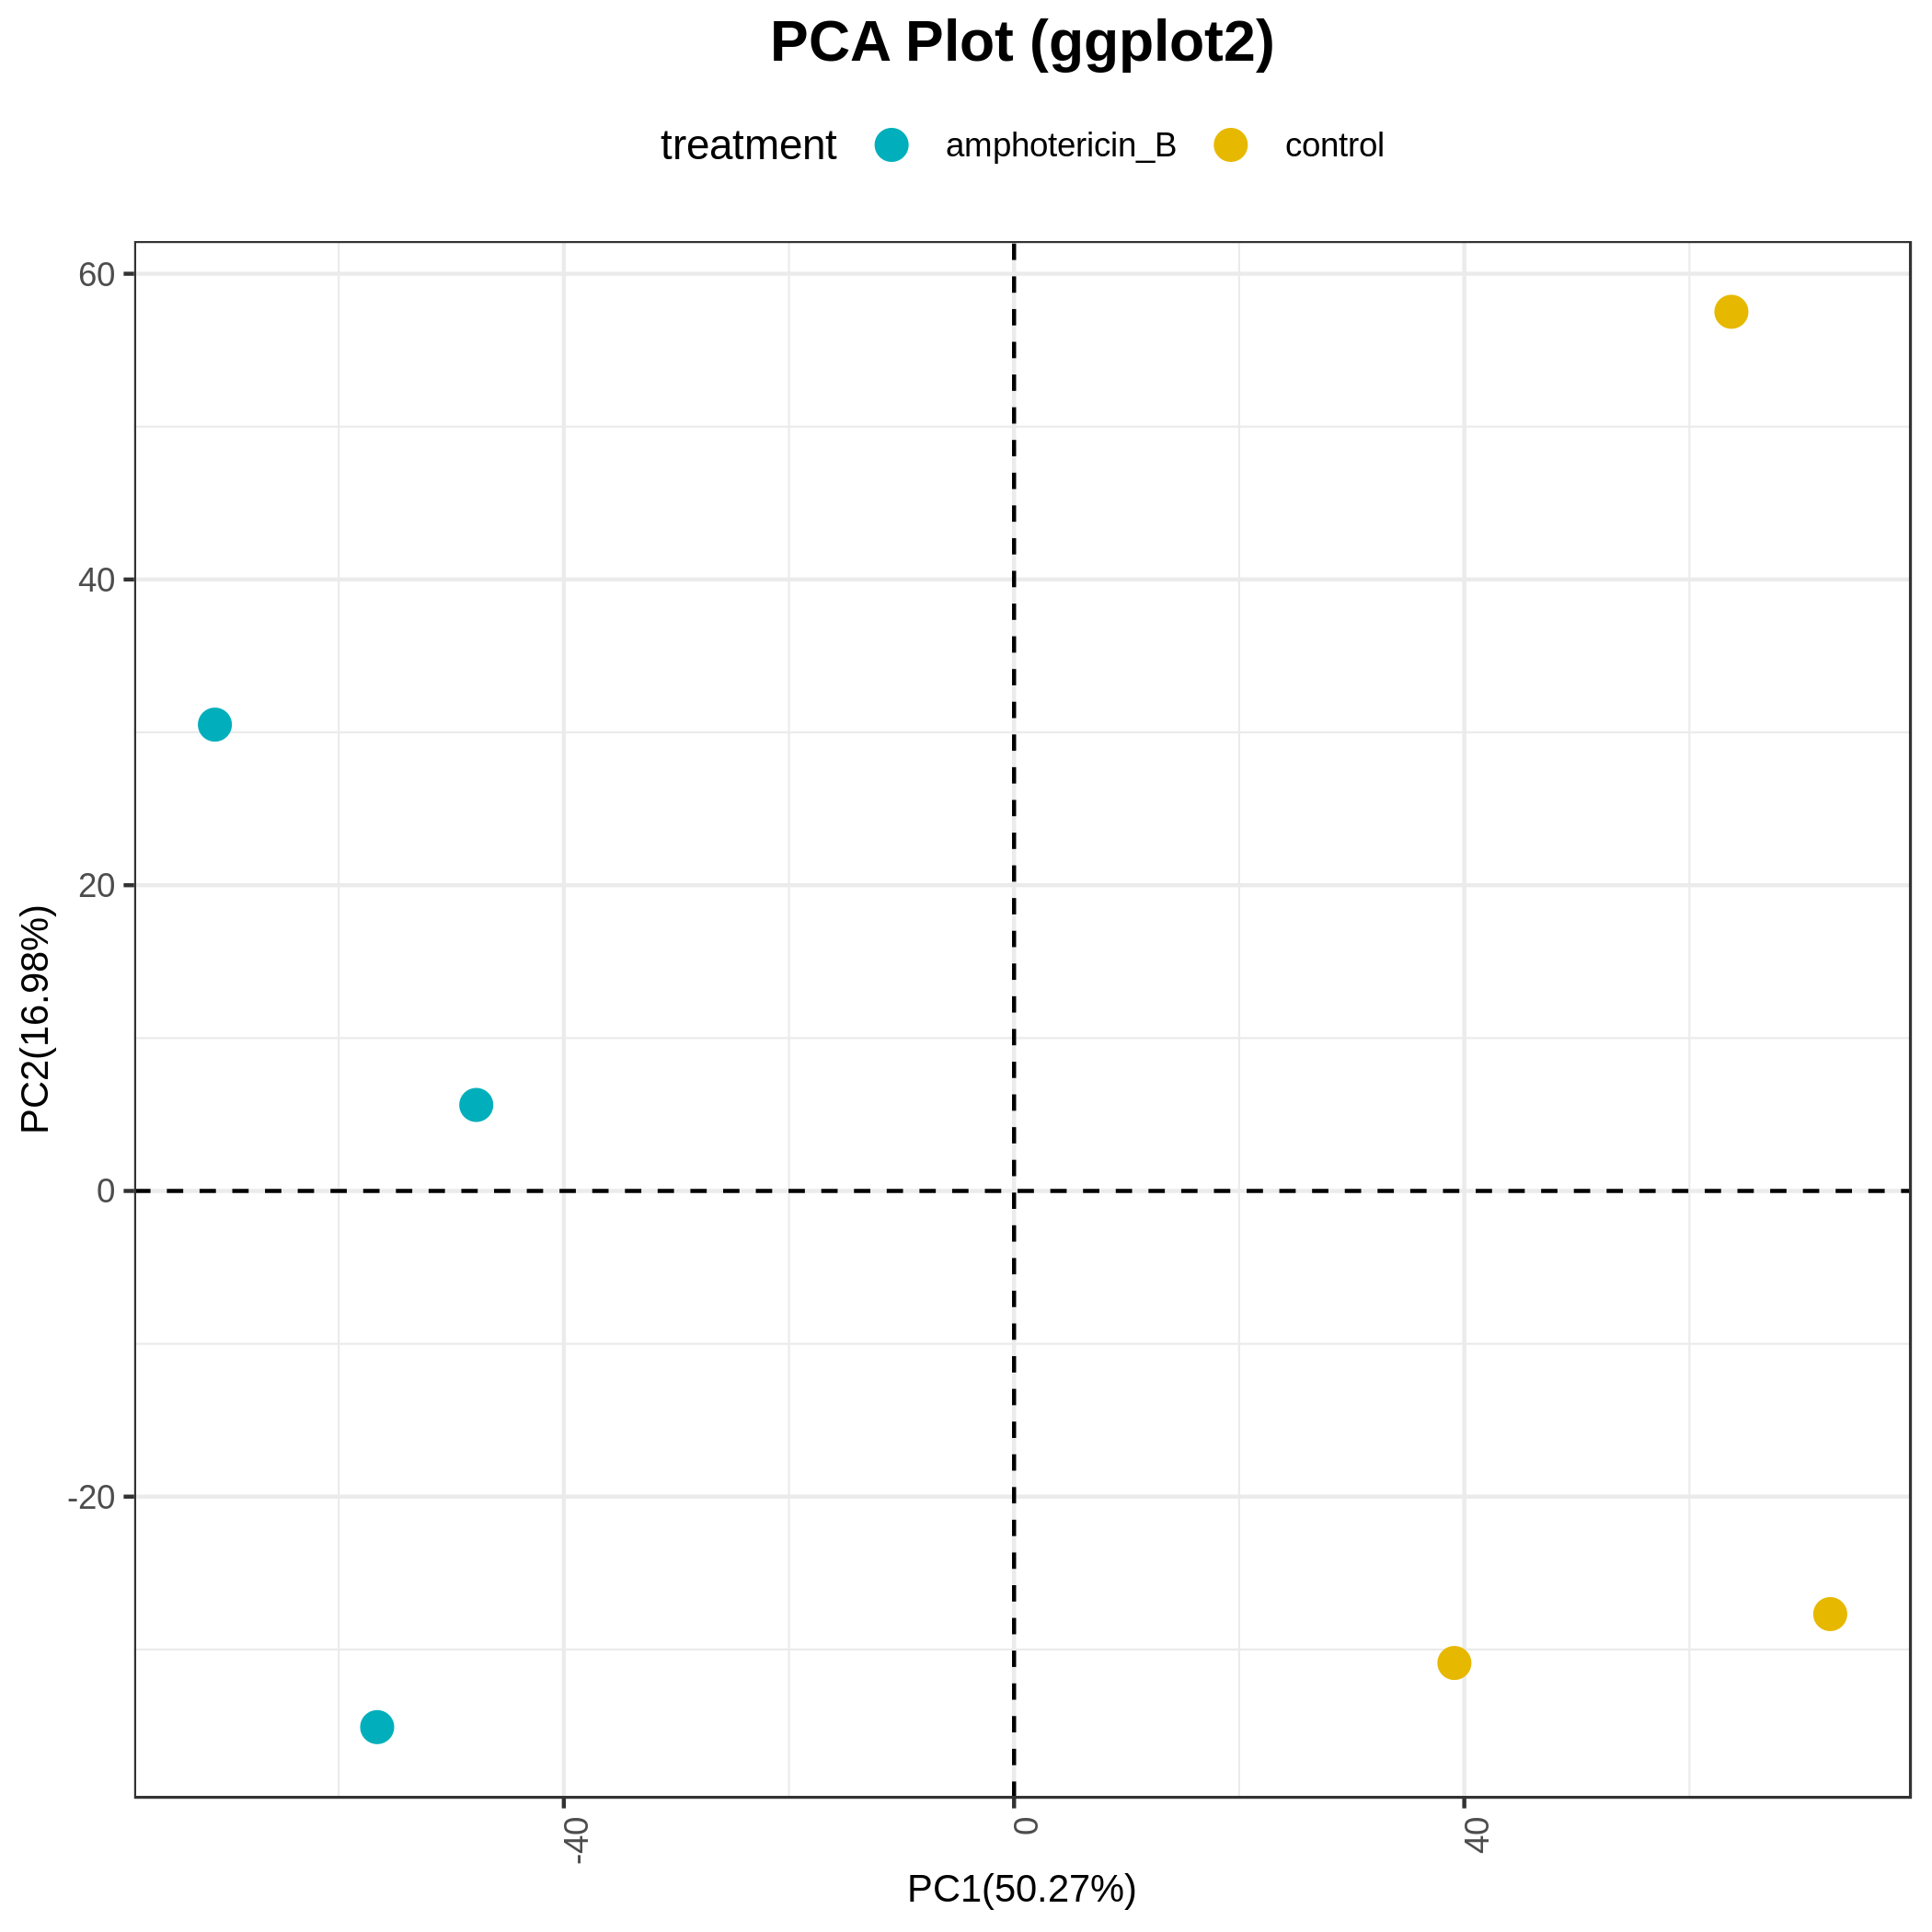 PCA Plot (ggplot2)
treatment amphotericin_B control
60
40
20
0
-20
PC2(16.98%)
-40 0 40
PC1(50.27%)